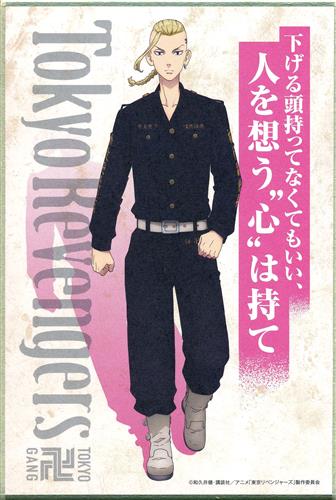 Tokyo Revengers
下げる頭持ってなくてもいい、
人を想う”心“は持て
TOKYO
卍
GANG
©和久井健・講談社／アニメ「東京リベンジャーズ」製作委員会